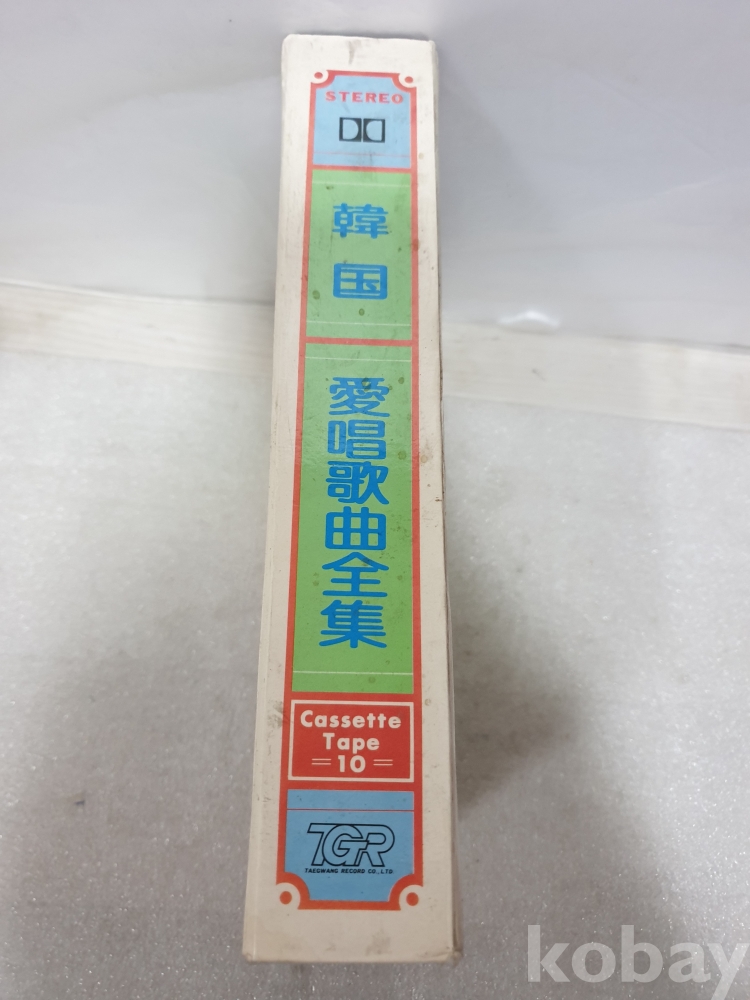 STEREO
韓国
愛唱歌曲全集
Cassette
Tape
=10=
TGR
TAEGWANG RECORD CO., LTD.
kobay